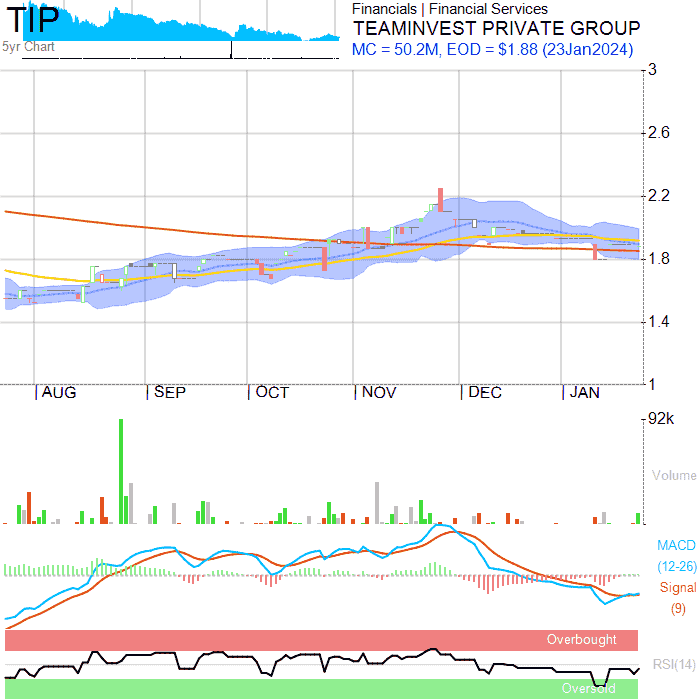 TIP
5yr Chart
Financials | Financial Services
TEAMINVEST PRIVATE GROUP
MC = 50.2M, EOD = $1.88 (23Jan2024)
3
2.6
2.2
1.8
1.4
1
| AUG | SEP | OCT | NOV | DEC | JAN
92k
Volume
MACD
(12-26)
Signal
(9)
Overbought
RSI(14)
Oversold